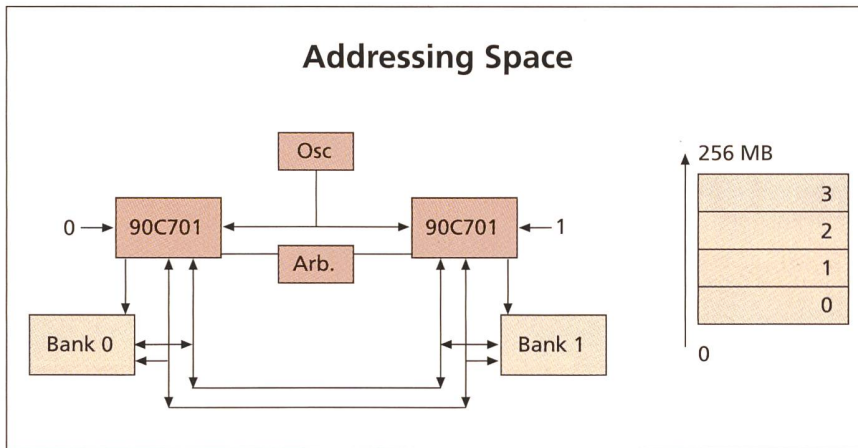 Addressing Space
Osc
256 MB
3
0
90C701
90C701
1
2
Arb.
1
Bank 0
Bank 1
0
0